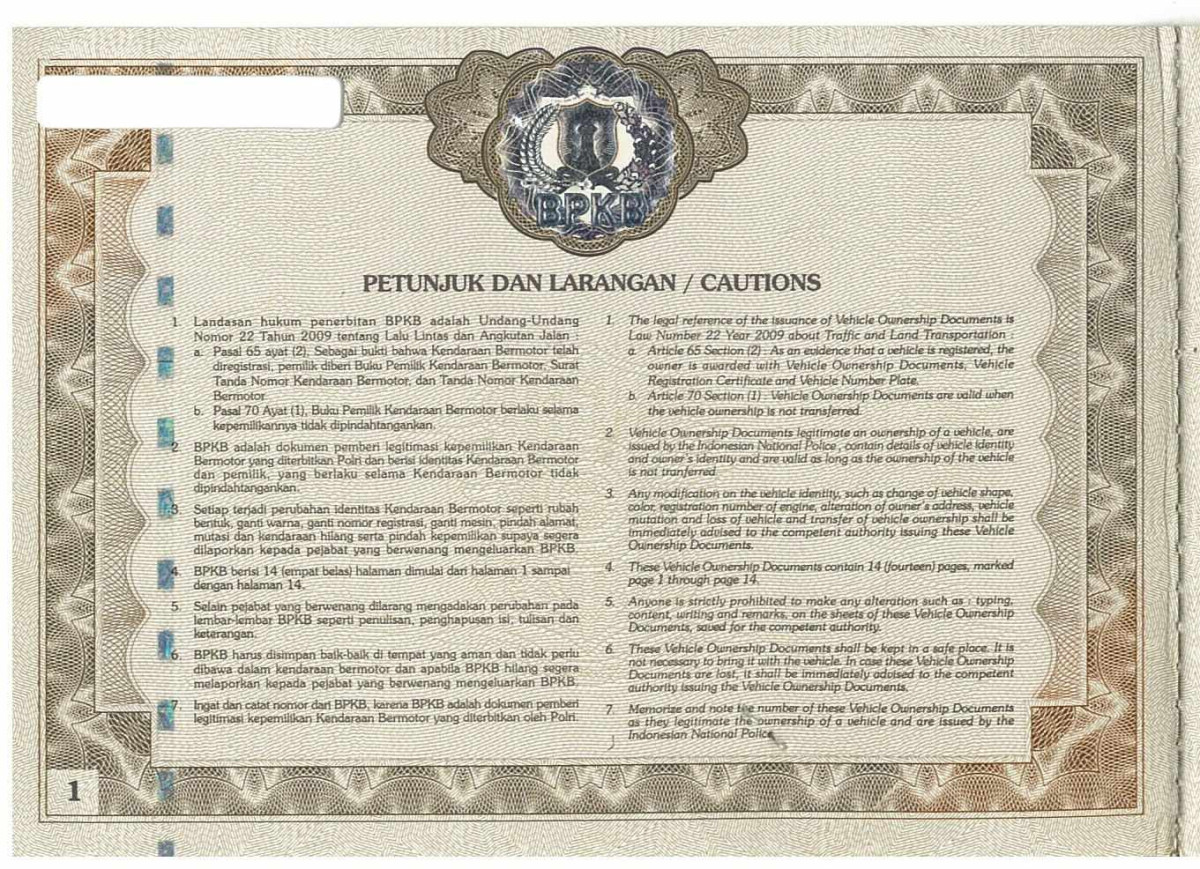 BPKB
PETUNJUK DAN LARANGAN / CAUTIONS
1. Landasan hukum penerbitan BPKB adalah Undang-Undang
Nomor 22 Tahun 2009 tentang Lalu Lintas dan Angkutan Jalan :
a. Pasal 65 ayat (2), Sebagai bukti bahwa Kendaraan Bermotor telah
diregistrasi, pemilik diberi Buku Pemilik Kendaraan Bermotor, Surat
Tanda Nomor Kendaraan Bermotor, dan Tanda Nomor Kendaraan
Bermotor.
b. Pasal 70 Ayat (1), Buku Pemilik Kendaraan Bermotor berlaku selama
kepemilikannya tidak dipindahtangankan.
2. BPKB adalah dokumen pemberi legitimasi kepemilikan Kendaraan
Bermotor yang diterbitkan Polri dan berisi identitas Kendaraan Bermotor
dan pemilik, yang berlaku selama Kendaraan Bermotor tidak
dipindahtangankan.
3. Setiap terjadi perubahan identitas Kendaraan Bermotor seperti rubah
bentuk, ganti warna, ganti nomor registrasi, ganti mesin, pindah alamat,
mutasi dan kendaraan hilang serta pindah kepemilikan supaya segera
dilaporkan kepada pejabat yang berwenang mengeluarkan BPKB.
4. BPKB berisi 14 (empat belas) halaman dimulai dari halaman 1 sampai
dengan halaman 14.
5. Selain pejabat yang berwenang dilarang mengadakan perubahan pada
lembar-lembar BPKB seperti penulisan, penghapusan isi, tulisan dan
keterangan.
6. BPKB harus disimpan baik-baik di tempat yang aman dan tidak perlu
dibawa dalam kendaraan bermotor dan apabila BPKB hilang segera
melaporkan kepada pejabat yang berwenang mengeluarkan BPKB.
7. Ingat dan catat nomor dari BPKB, karena BPKB adalah dokumen pemberi
legitimasi kepemilikan Kendaraan Bermotor yang diterbitkan oleh Polri.
1. The legal reference of the issuance of Vehicle Ownership Documents is
Law Number 22 Year 2009 about Traffic and Land Transportation :
a. Article 65 Section (2) : As an evidence that a vehicle is registered, the
owner is awarded with Vehicle Ownership Documents, Vehicle
Registration Certificate and Vehicle Number Plate.
b. Article 70 Section (1) : Vehicle Ownership Documents are valid when
the vehicle ownership is not transferred.
2. Vehicle Ownership Documents legitimate an ownership of a vehicle, are
issued by the Indonesian National Police , contain details of vehicle identity
and owner's identity and are valid as long as the ownership of the vehicle
is not tranferred.
3. Any modification on the vehicle identity, such as change of vehicle shape,
color, registration number of engine, alteration of owner's address, vehicle
mutation and loss of vehicle and transfer of vehicle ownership shall be
immediately advised to the competent authority issuing these Vehicle
Ownership Documents.
4. These Vehicle Ownership Documents contain 14 (fourteen) pages, marked
page 1 through page 14.
5. Anyone is strictly prohibited to make any alteration such as : typing,
content, writing and remarks, on the sheets of these Vehicle Ownership
Documents, saved for the competent authority.
6. These Vehicle Ownership Documents shall be kept in a safe place. It is
not necessary to bring it with the vehicle. In case these Vehicle Ownership
Documents are lost, it shall be immediately advised to the competent
authority issuing the Vehicle Ownership Documents.
7. Memorize and note the number of these Vehicle Ownership Documents
as they legitimate the ownership of a vehicle and are issued by the
Indonesian National Police.
1